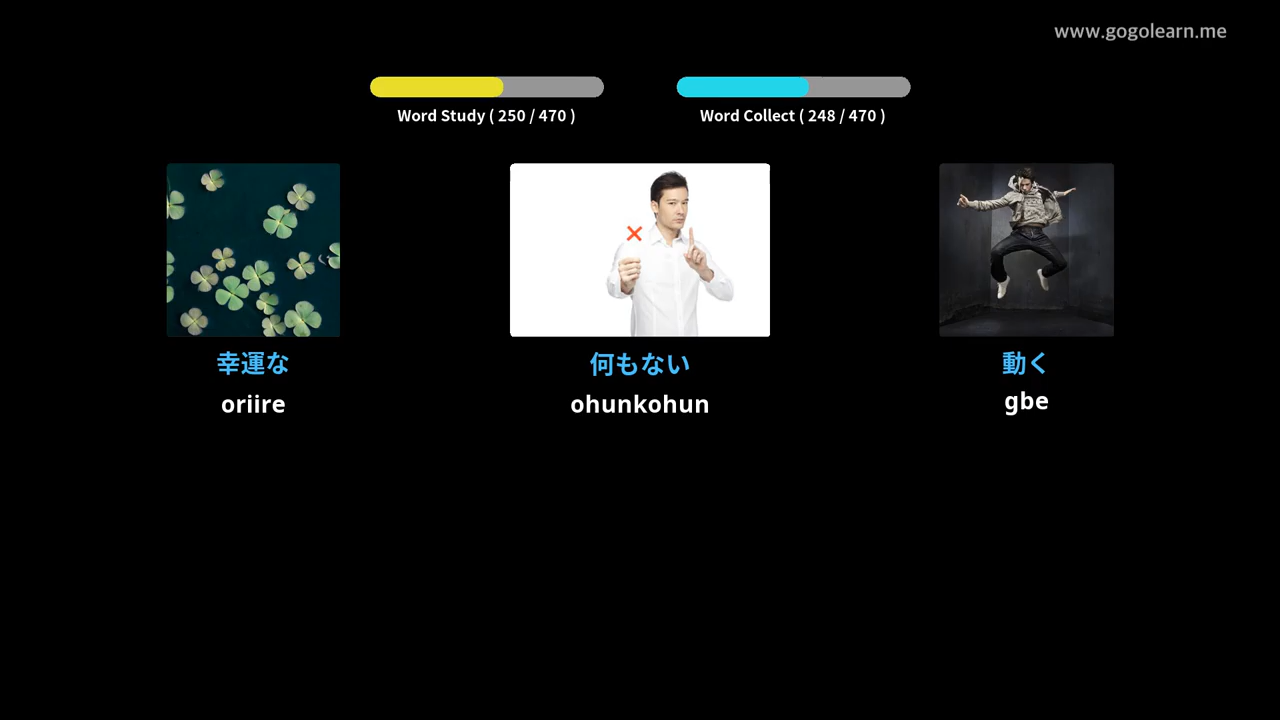 www.gogolearn.me
Word Study ( 250 / 470 )
Word Collect ( 248 / 470 )
幸運な
何もない
動く
oriire
ohunkohun
gbe